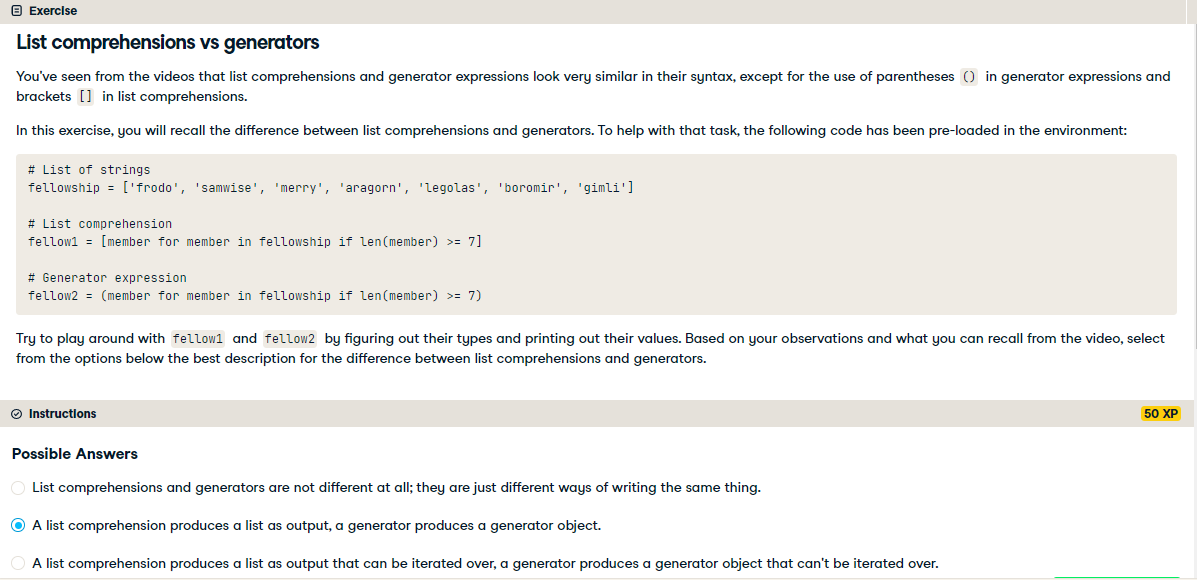 Exercise
List comprehensions vs generators
You've seen from the videos that list comprehensions and generator expressions look very similar in their syntax, except for the use of parentheses () in generator expressions and
brackets [] in list comprehensions.
In this exercise, you will recall the difference between list comprehensions and generators. To help with that task, the following code has been pre-loaded in the environment:
# List of strings
fellowship = ['frodo', 'samwise', 'merry', 'aragorn', 'legolas', 'boromir', 'gimli']
# List comprehension
fellow1 = [member for member in fellowship if len(member) >= 7]
# Generator expression
fellow2 = (member for member in fellowship if len(member) >= 7)
Try to play around with fellow1 and fellow2 by figuring out their types and printing out their values. Based on your observations and what you can recall from the video, select
from the options below the best description for the difference between list comprehensions and generators.
Instructions
50 XP
Possible Answers
List comprehensions and generators are not different at all; they are just different ways of writing the same thing.
A list comprehension produces a list as output, a generator produces a generator object.
A list comprehension produces a list as output that can be iterated over, a generator produces a generator object that can't be iterated over.